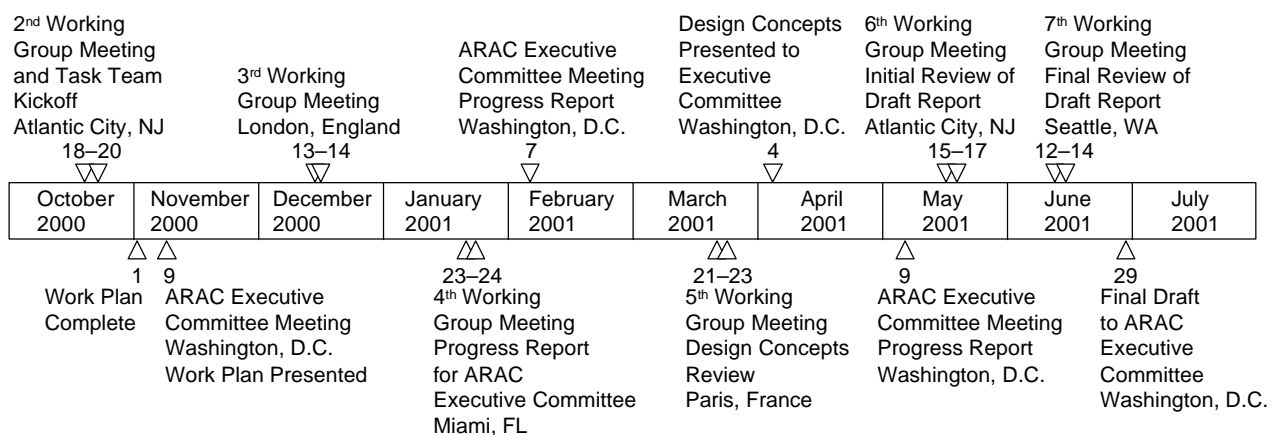 2nd Working
Group Meeting
and Task Team
Kickoff
Atlantic City, NJ
18–20
3rd Working
Group Meeting
London, England
13–14
ARAC Executive
Committee Meeting
Progress Report
Washington, D.C.
7
Design Concepts
Presented to
Executive
Committee
Washington, D.C.
4
6th Working
Group Meeting
Initial Review of
Draft Report
Atlantic City, NJ
15–17
7th Working
Group Meeting
Final Review of
Draft Report
Seattle, WA
12–14
October
2000
November
2000
December
2000
January
2001
February
2001
March
2001
April
2001
May
2001
June
2001
July
2001
1
Work Plan
Complete
9
ARAC Executive
Committee Meeting
Washington, D.C.
Work Plan Presented
23–24
4th Working
Group Meeting
Progress Report
for ARAC
Executive Committee
Miami, FL
21–23
5th Working
Group Meeting
Design Concepts
Review
Paris, France
9
ARAC Executive
Committee Meeting
Progress Report
Washington, D.C.
29
Final Draft
to ARAC
Executive
Committee
Washington, D.C.